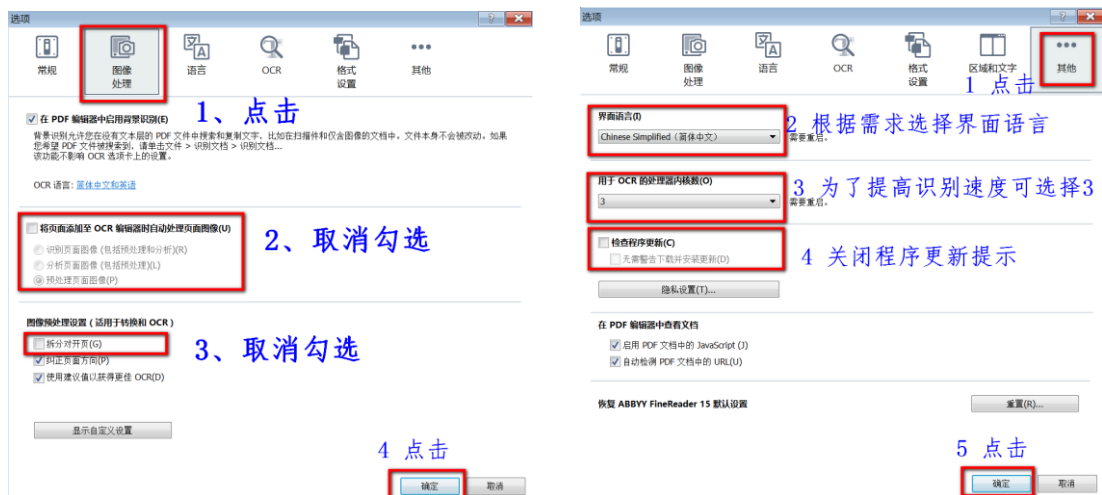 选项
常规
图像
处理
语言
OCR
格式
设置
其他
1、点击
在 PDF 编辑器中启用背景识别(E)
背景识别允许您在没有文本层的 PDF 文件中搜索和复制文字,比如在扫描件和仅含图像的文档中。文件本身不会被改动。如果
您希望 PDF 文件被搜索到,请单击文件 > 识别文档 > 识别文档...
该功能不影响 OCR 选项卡上的设置。
OCR 语言: 简体中文和英语
将页面添加至 OCR 编辑器时自动处理页面图像(U)
识别页面图像 (包括预处理和分析)(R)
分析页面图像 (包括预处理)(L)
预处理页面图像(P)
2、取消勾选
图像预处理设置 ( 适用于转换和 OCR )
拆分对开页(G)
纠正页面方向(P)
使用建议值以获得更佳 OCR(D)
3、取消勾选
显示自定义设置
4 点击
确定
取消
选项
常规
图像
处理
语言
OCR
格式
设置
区域和文字
其他
1 点击
界面语言(I)
Chinese Simplified (简体中文)
需要重启。
2 根据需求选择界面语言
用于 OCR 的处理器内核数(O)
3
需要重启。
3 为了提高识别速度可选择3
检查程序更新(C)
无需警告下载并安装更新(D)
4 关闭程序更新提示
隐私设置(T)...
在 PDF 编辑器中查看文档
启用 PDF 文档中的 JavaScript (J)
自动检测 PDF 文档中的 URL(U)
恢复 ABBYY FineReader 15 默认设置
重置(R)...
5 点击
确定
取消